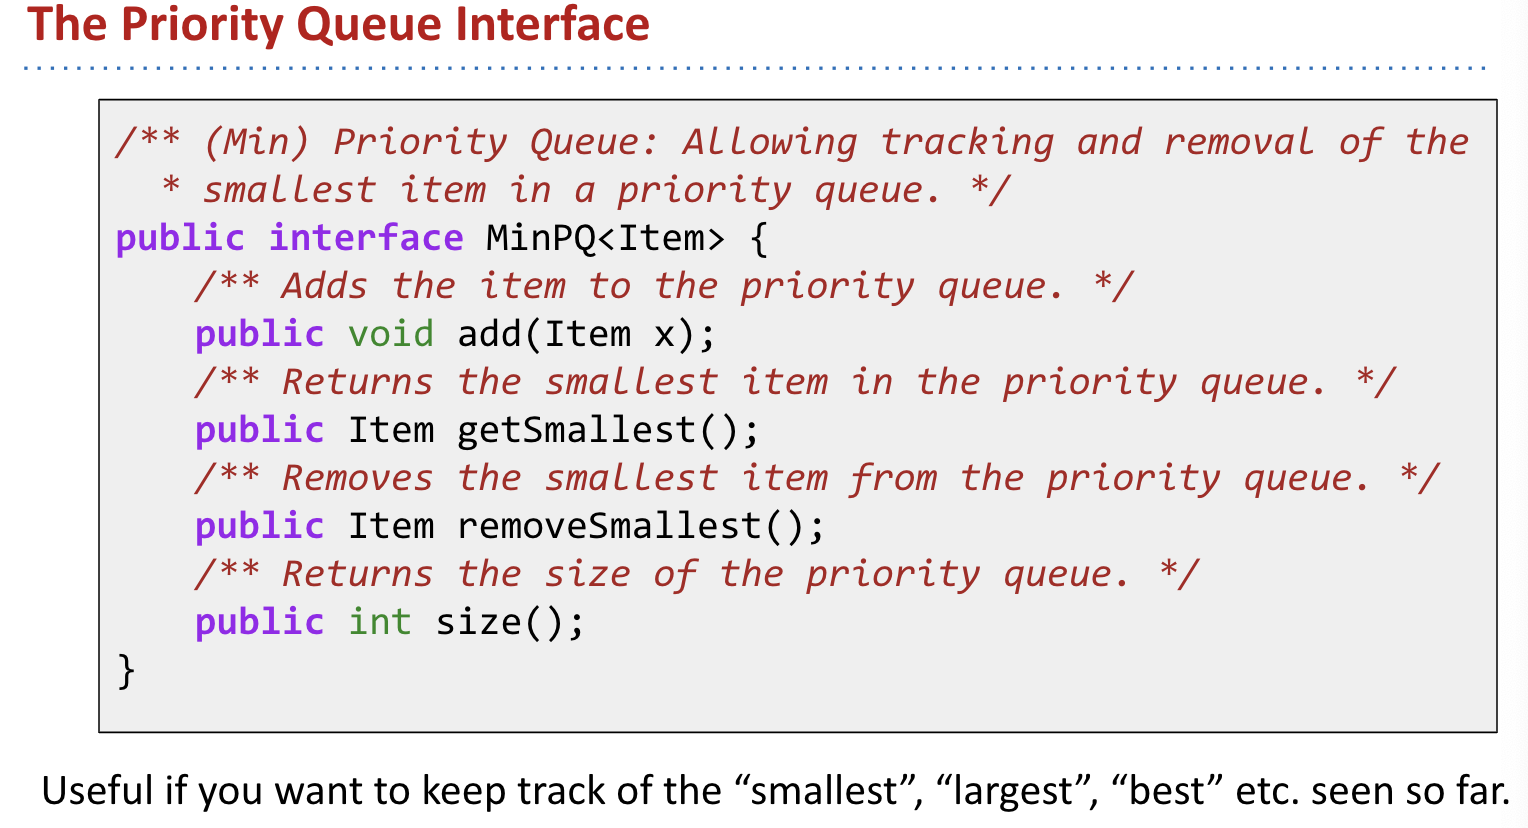 The Priority Queue Interface
/** (Min) Priority Queue: Allowing tracking and removal of the
* smallest item in a priority queue. */
public interface MinPQ<Item> {
/** Adds the item to the priority queue. */
public void add(Item x);
/** Returns the smallest item in the priority queue. */
public Item getSmallest();
/** Removes the smallest item from the priority queue. */
public Item removeSmallest();
/** Returns the size of the priority queue. */
public int size();
}
Useful if you want to keep track of the “smallest”, “largest”, “best” etc. seen so far.